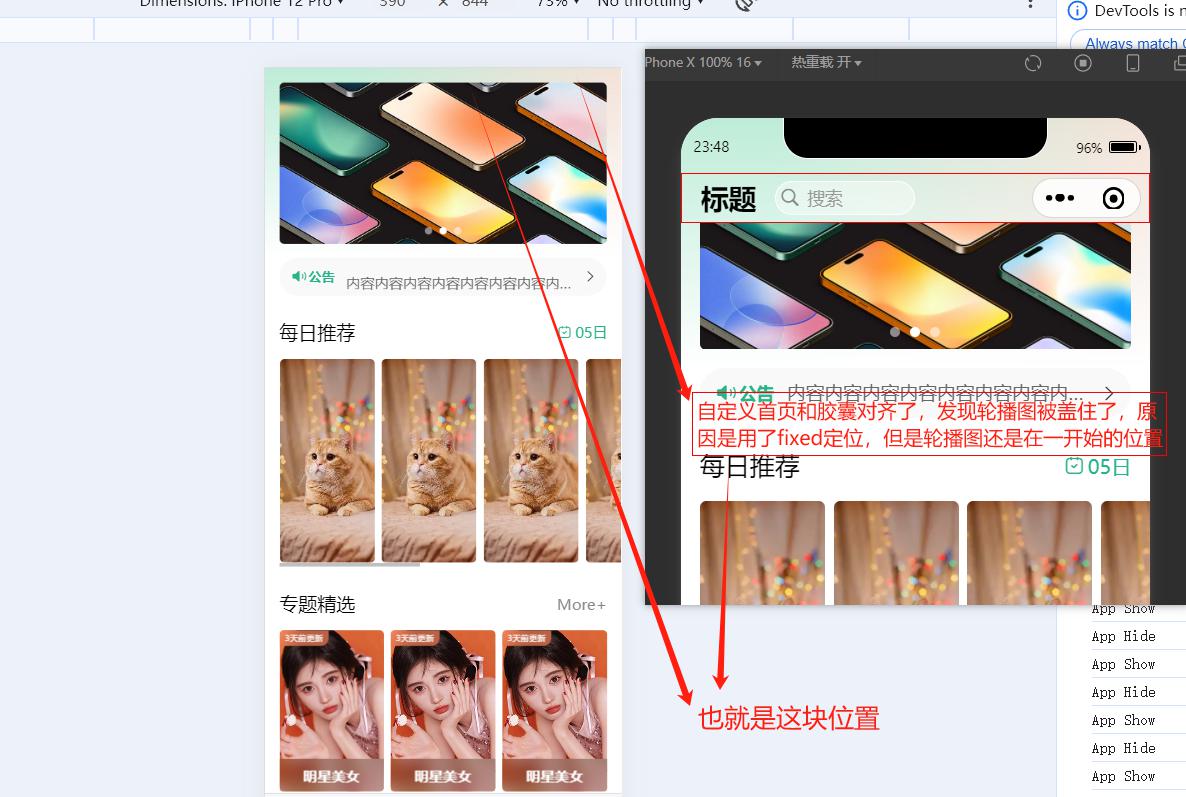 Dimensions: iPhone 12 Pro
390
×
844
75%
No throttling
DevTools is n
Always match C
Phone X 100% 16
热重载 开
23:48
96%
标题
搜索
公告
内容内容内容内容内容内容内容内...
每日推荐
05日
专题精选
More+
3天前更新
3天前更新
3天前更新
明星美女
明星美女
明星美女
公告
内容内容内容内容内容内容内...
自定义首页和胶囊对齐了，发现轮播图被盖住了，原
因是用了fixed定位，但是轮播图还是在一开始的位置
每日推荐
05日
也就是这块位置
App Show
App Hide
App Show
App Hide
App Show
App Hide
App Show